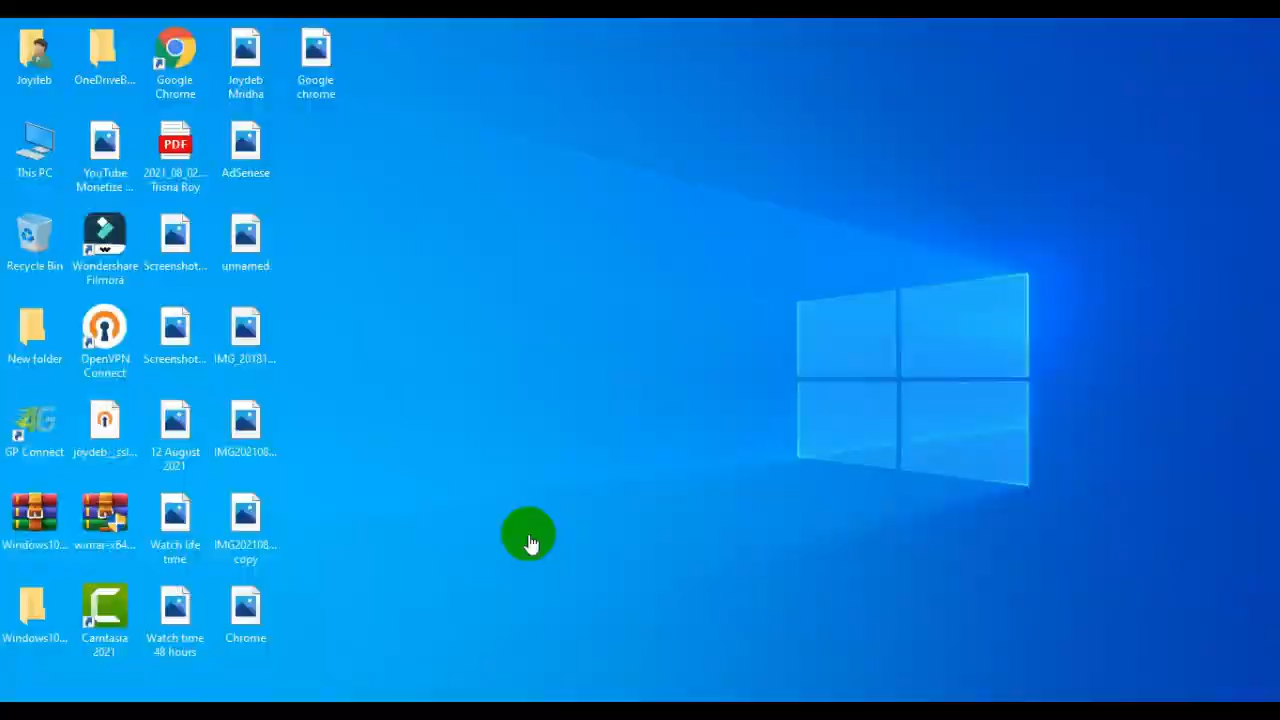 Joydeb
OneDriveB...
Google
Chrome
Joydeb
Mridha
Google
chrome
This PC
YouTube
Monetize ...
PDF
2021_08_02...
Trisna Roy
AdSenese
Recycle Bin
Wondershare
Filmora
Screenshot...
unnamed
New folder
OpenVPN
Connect
Screenshot...
IMG_20181...
4G
GP Connect
joydeb_ssl...
12 August
2021
IMG202108...
Windows10...
winrar-x64...
Watch life
time
IMG202108...
copy
Windows10...
Camtasia
2021
Watch time
48 hours
Chrome